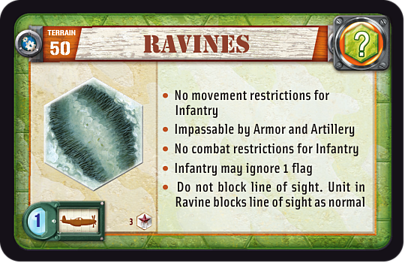 TERRAIN
50
RAVINES
?
• No movement restrictions for
Infantry
• Impassable by Armor and Artillery
• No combat restrictions for Infantry
• Infantry may ignore 1 flag
• Do not block line of sight. Unit in
Ravine blocks line of sight as normal
1
3